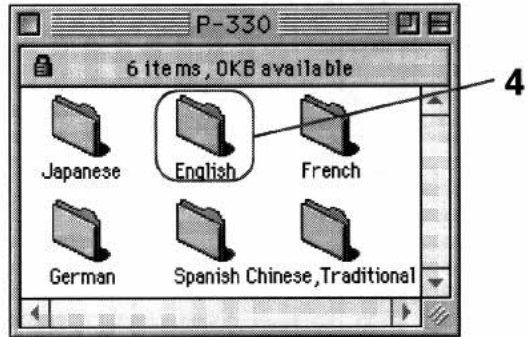 P-330
6 items, 0KB available
4
Japanese English French
German Spanish Chinese,Traditional